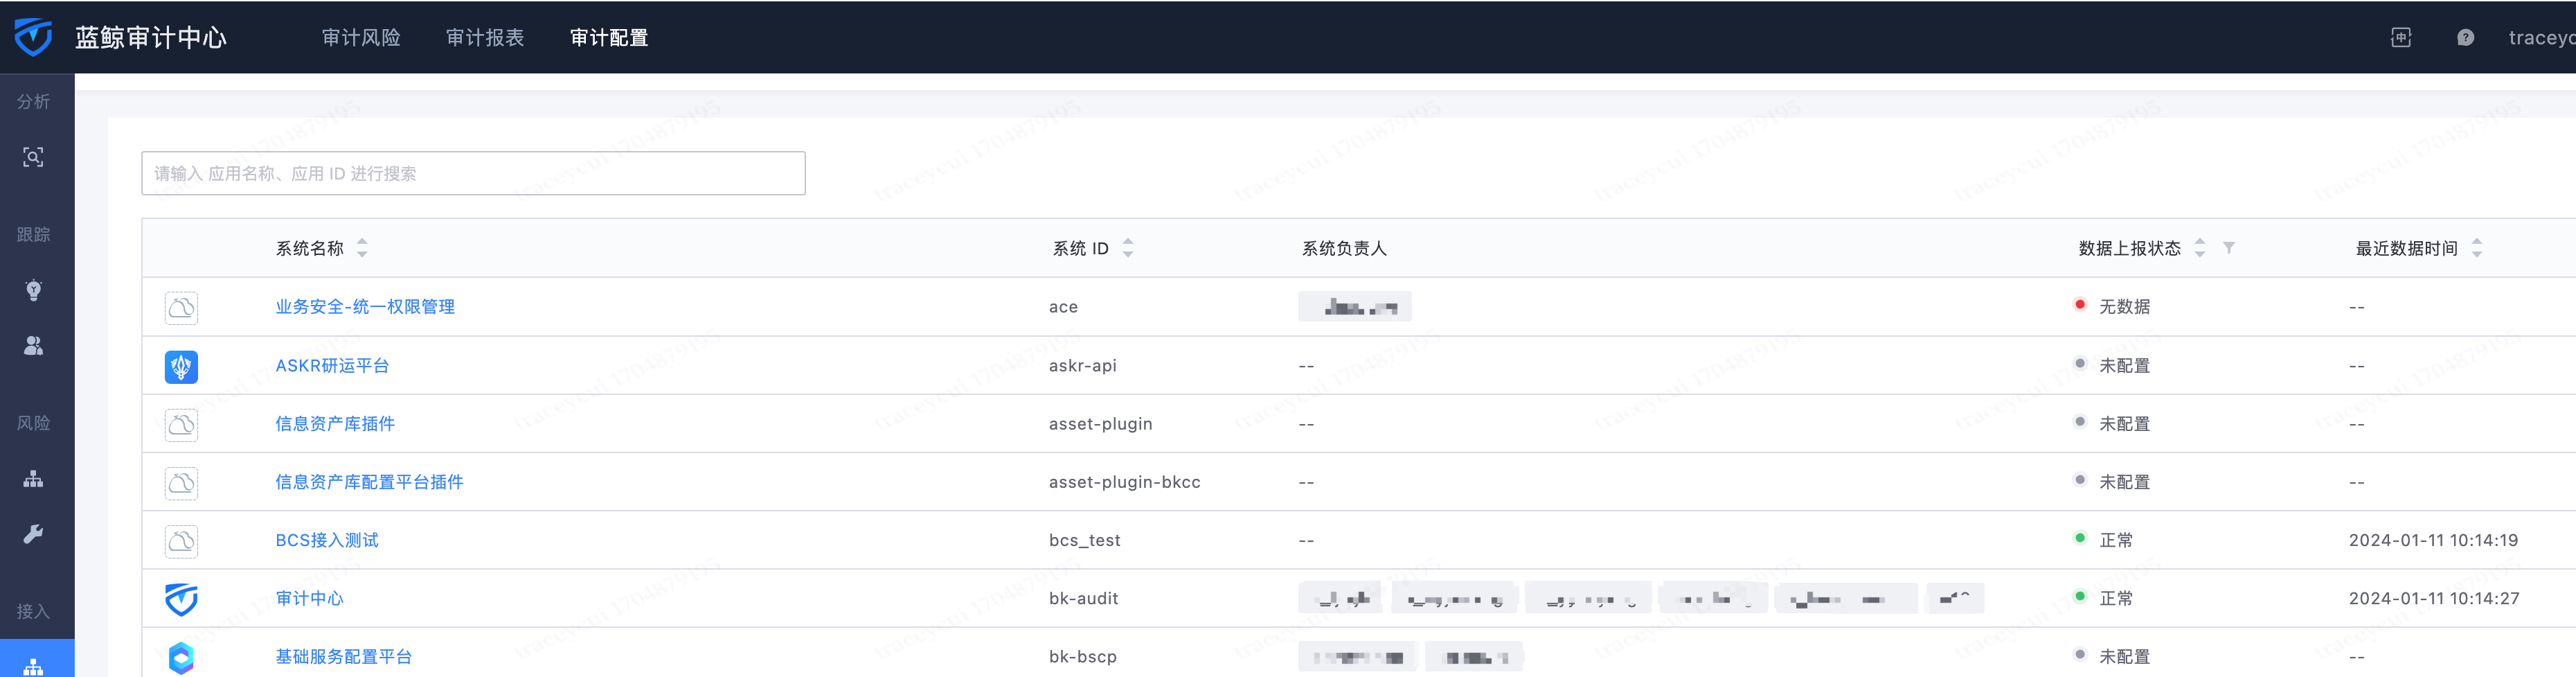 蓝鲸审计中心 审计风险 审计报表 审计配置
分析
请输入 应用名称、应用 ID 进行搜索
跟踪
系统名称 系统 ID 系统负责人 数据上报状态 最近数据时间
业务安全-统一权限管理 ace 无数据 --
ASKR研运平台 askr-api -- 未配置 --
风险
信息资产库插件 asset-plugin -- 未配置 --
信息资产库配置平台插件 asset-plugin-bkcc -- 未配置 --
BCS接入测试 bcs_test -- 正常 2024-01-11 10:14:19
接入
审计中心 bk-audit 正常 2024-01-11 10:14:27
基础服务配置平台 bk-bscp 未配置 --
traceycui 1704879195